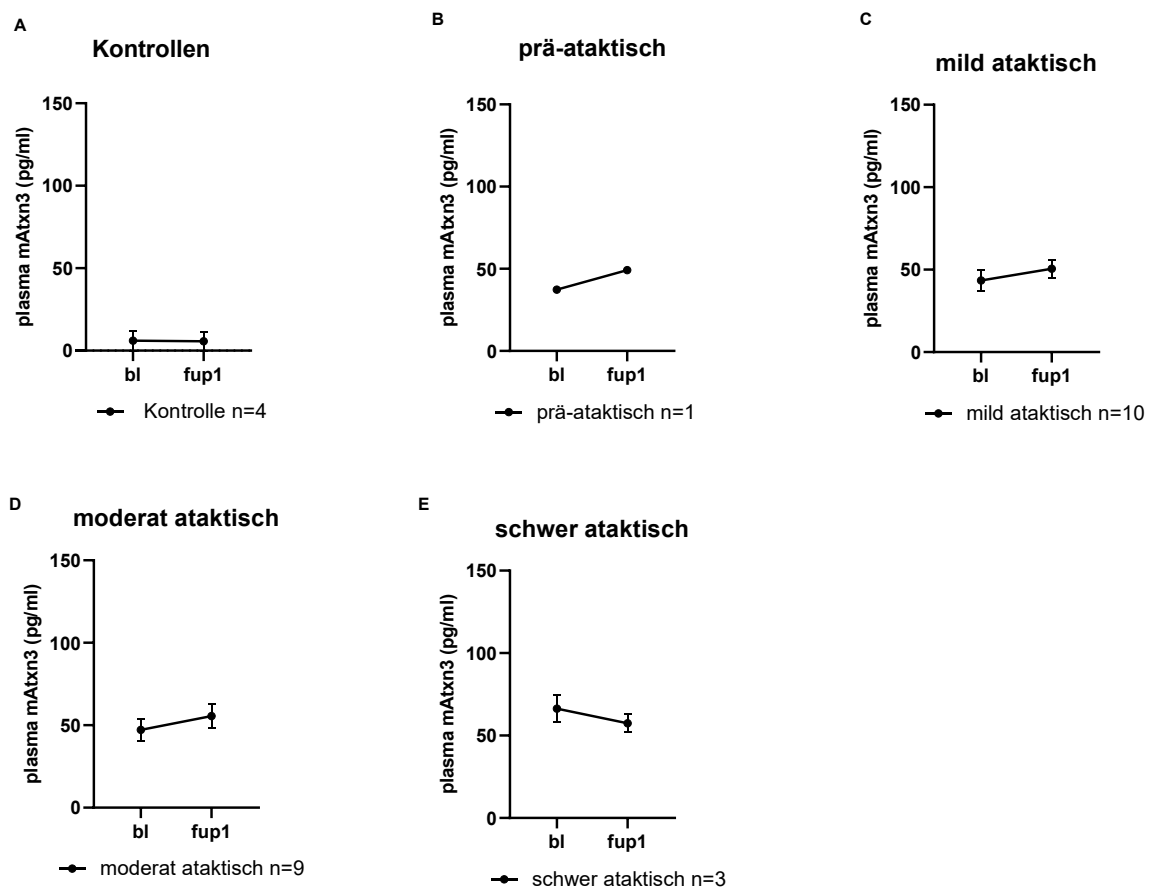 A
Kontrollen
plasma mAtxn3 (pg/ml)
150
100
50
0
bl fup1
Kontrolle n=4
B
prä-ataktisch
plasma mAtxn3 (pg/ml)
150
100
50
0
bl fup1
prä-ataktisch n=1
C
mild ataktisch
plasma mAtxn3 (pg/ml)
150
100
50
0
bl fup1
mild ataktisch n=10
D
moderat ataktisch
plasma mAtxn3 (pg/ml)
150
100
50
0
bl fup1
moderat ataktisch n=9
E
schwer ataktisch
plasma mAtxn3 (pg/ml)
150
100
50
0
bl fup1
schwer ataktisch n=3